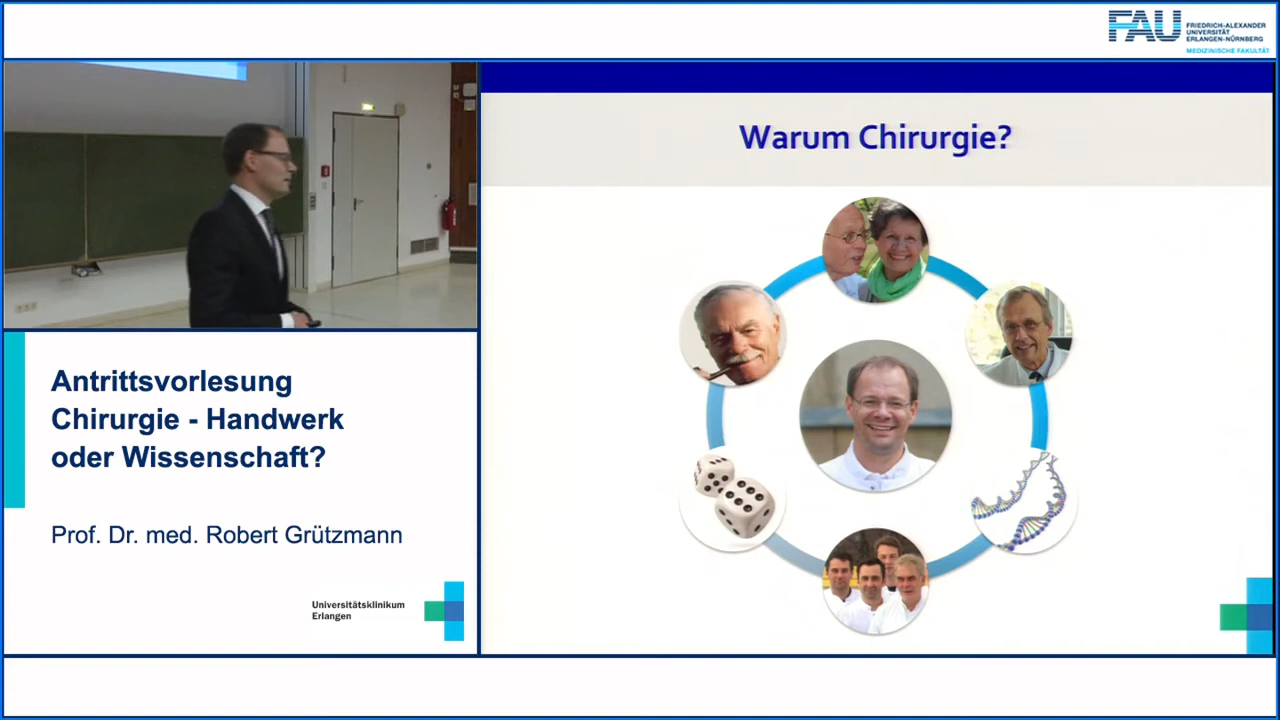 FAU
FRIEDRICH-ALEXANDER
UNIVERSITÄT
ERLANGEN-NÜRNBERG
MEDIZINISCHE FAKULTÄT
Warum Chirurgie?
Antrittsvorlesung
Chirurgie - Handwerk
oder Wissenschaft?
Prof. Dr. med. Robert Grützmann
Universitätsklinikum
Erlangen